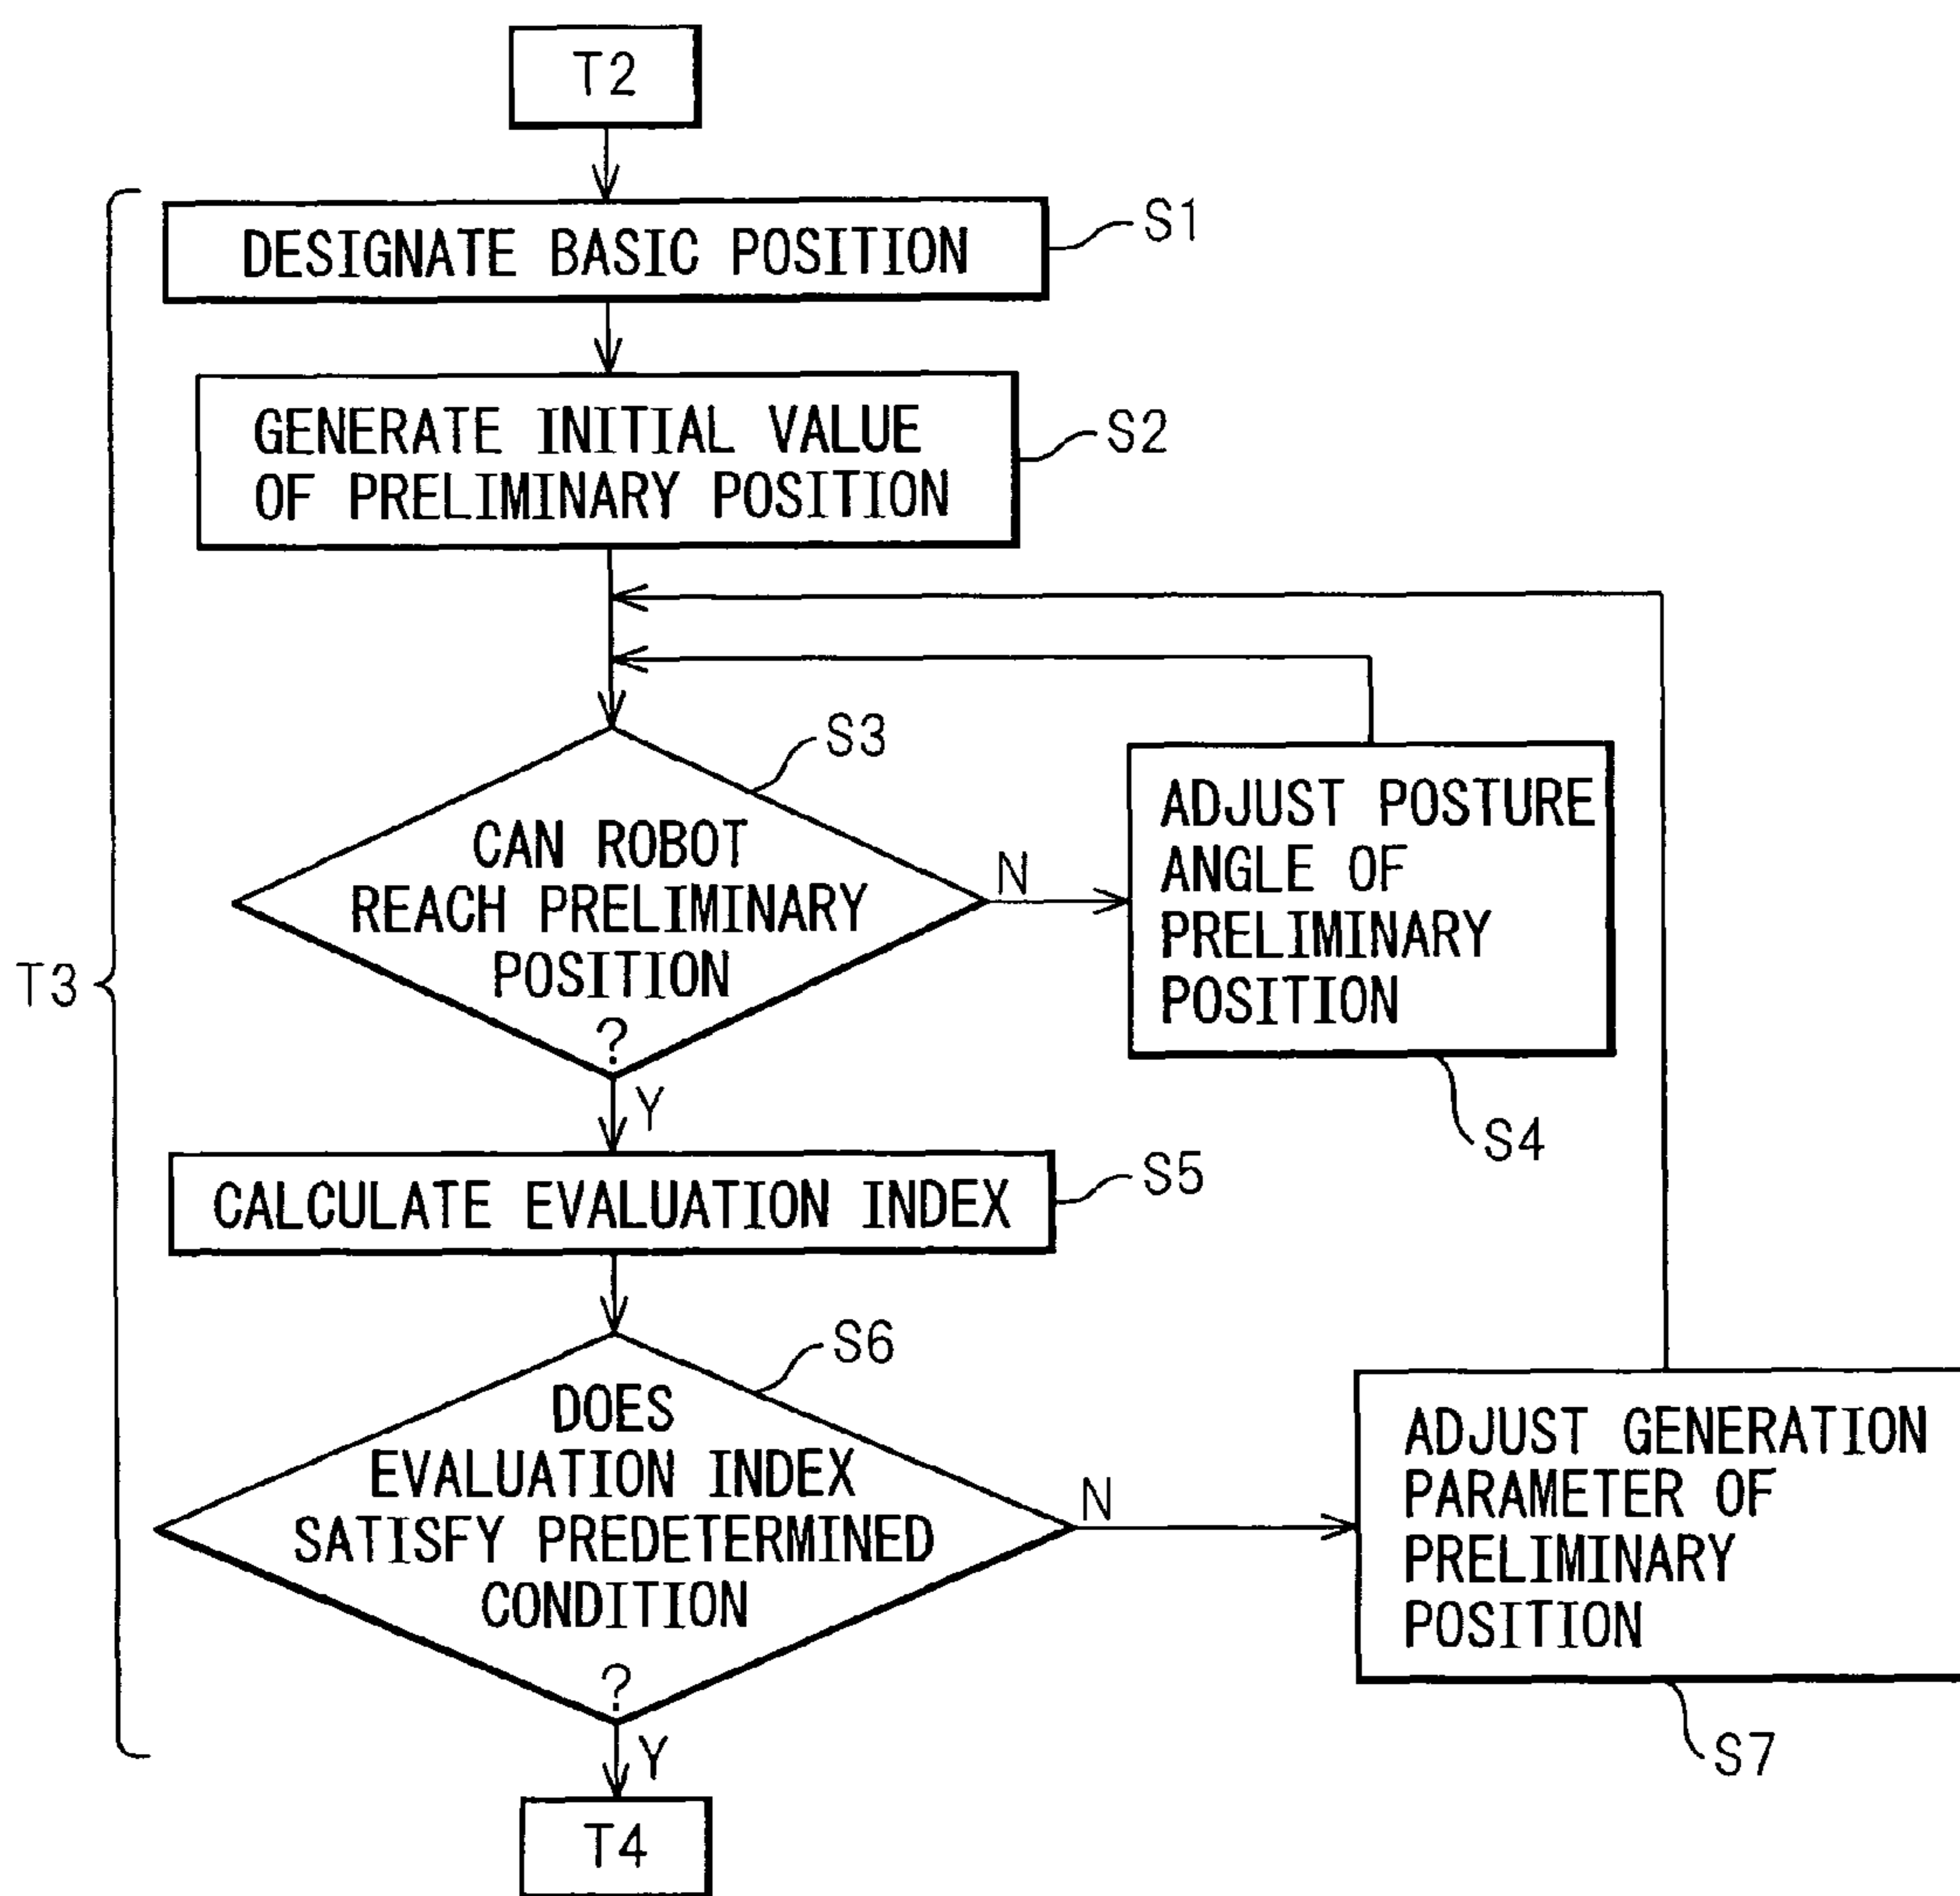 T2
DESIGNATE BASIC POSITION
S1
GENERATE INITIAL VALUE
OF PRELIMINARY POSITION
S2
S3
CAN ROBOT
REACH PRELIMINARY
POSITION
?
N
Y
ADJUST POSTURE
ANGLE OF
PRELIMINARY
POSITION
S4
T3
CALCULATE EVALUATION INDEX
S5
S6
DOES
EVALUATION INDEX
SATISFY PREDETERMINED
CONDITION
?
N
Y
ADJUST GENERATION
PARAMETER OF
PRELIMINARY
POSITION
S7
T4